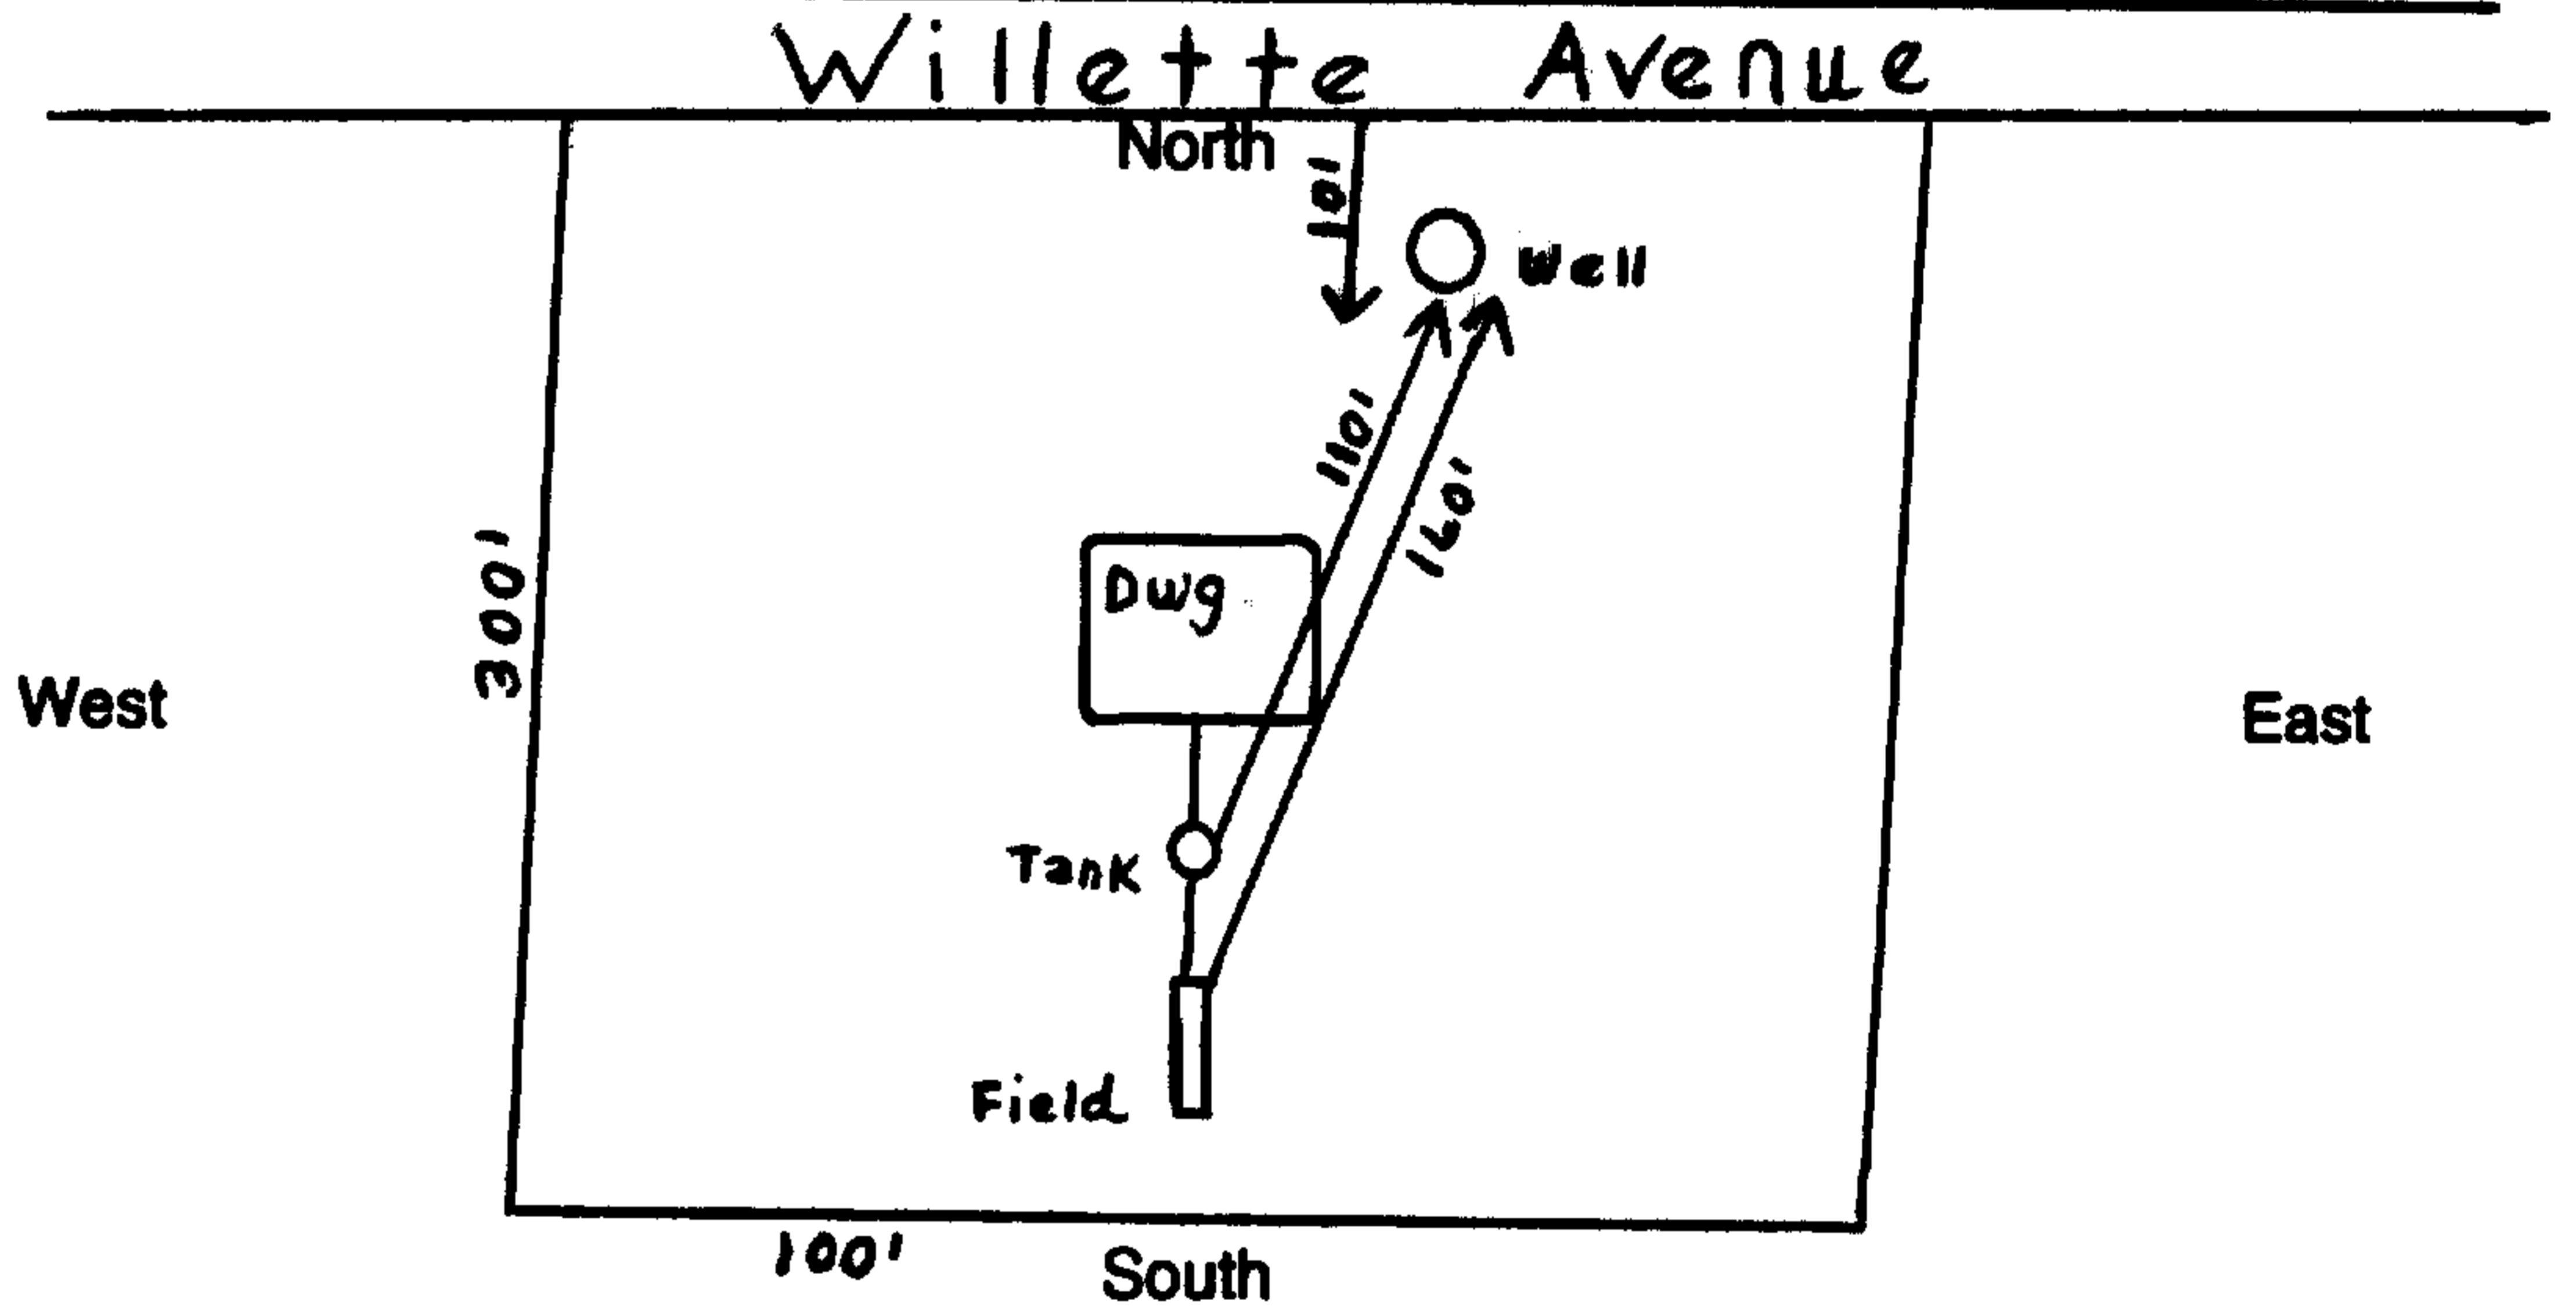 Willette Avenue
North
10'
Well
110'
160'
300'
Dwg
West
East
Tank
Field
100'
South